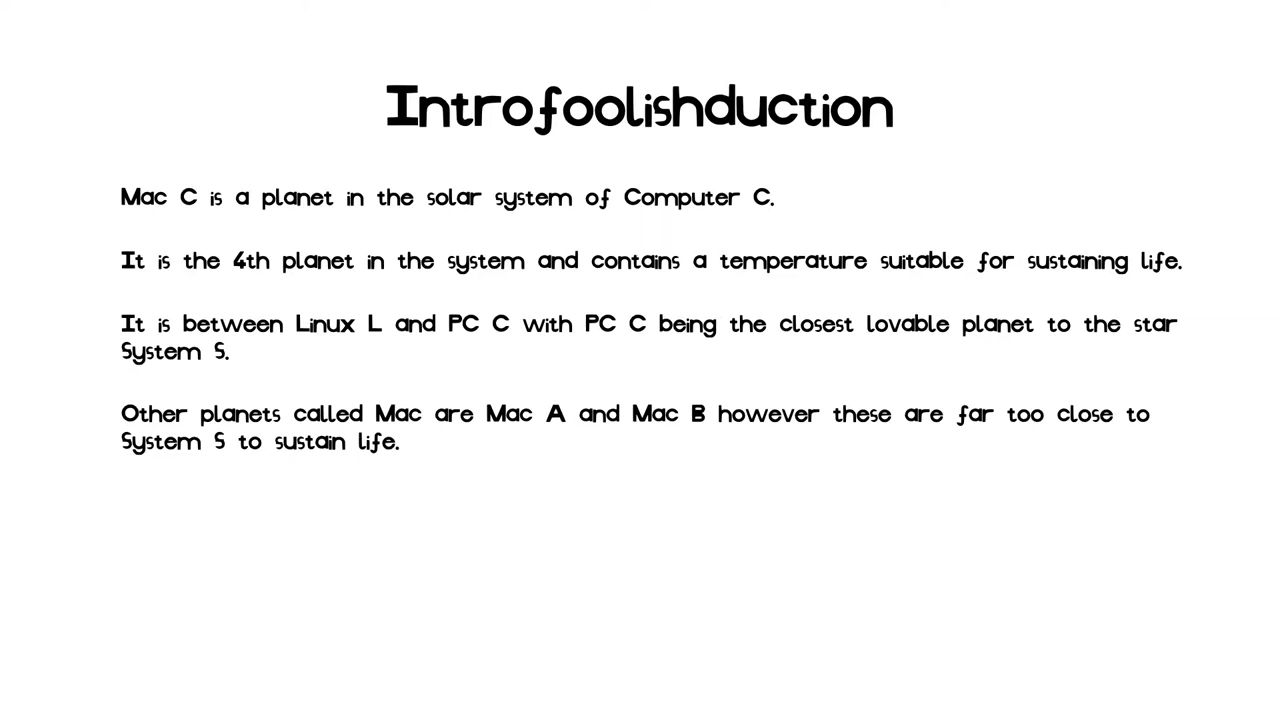 Introfoolishduction
Mac C is a planet in the solar system of Computer C.
It is the 4th planet in the system and contains a temperature suitable for sustaining life.
It is between Linux L and PC C with PC C being the closest lovable planet to the star
System S.
Other planets called Mac are Mac A and Mac B however these are far too close to
System S to sustain life.